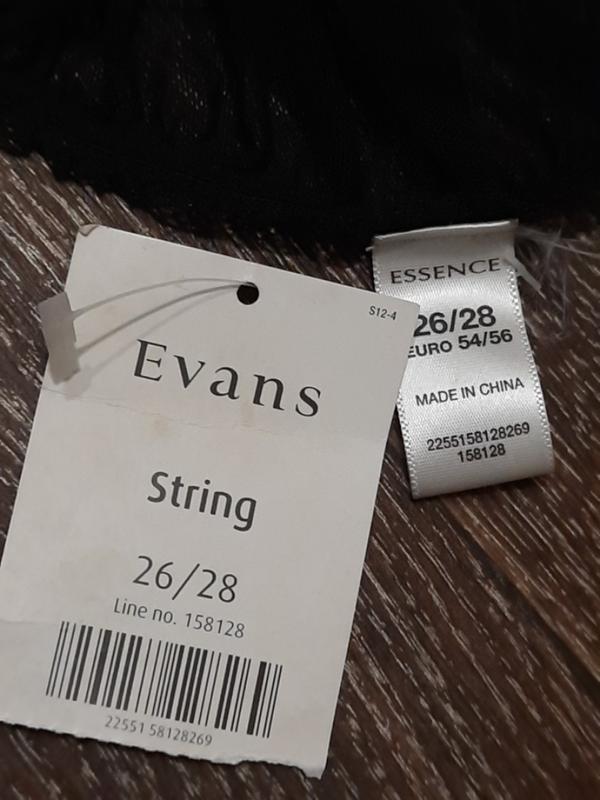 S12-4
Evans
String
26/28
Line no. 158128
22551 58128269
ESSENCE
26/28
EURO 54/56
MADE IN CHINA
2255158128269
158128